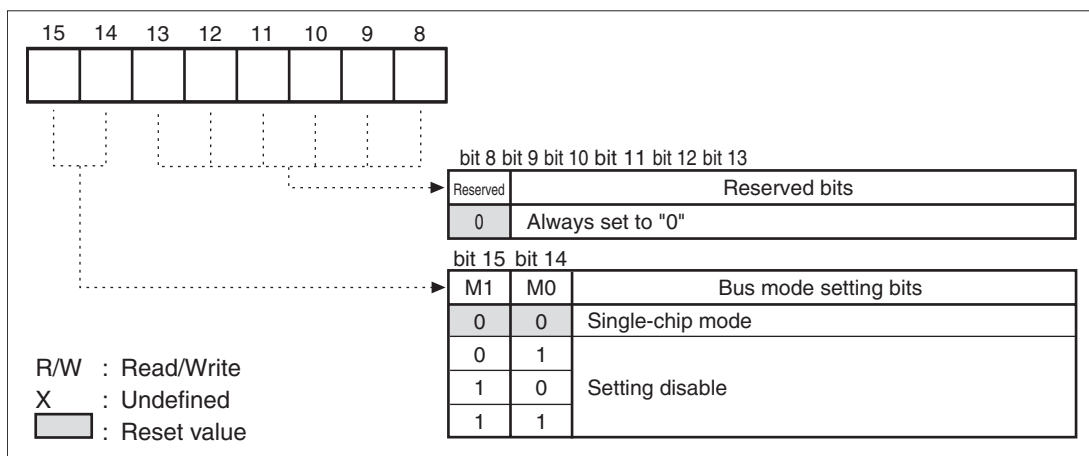 15 14 13 12 11 10 9 8
bit 8 bit 9 bit 10 bit 11 bit 12 bit 13
Reserved Reserved bits
0 Always set to "0"
bit 15 bit 14
M1 M0 Bus mode setting bits
0 0 Single-chip mode
0 1
1 0 Setting disable
1 1
R/W : Read/Write
X : Undefined
: Reset value